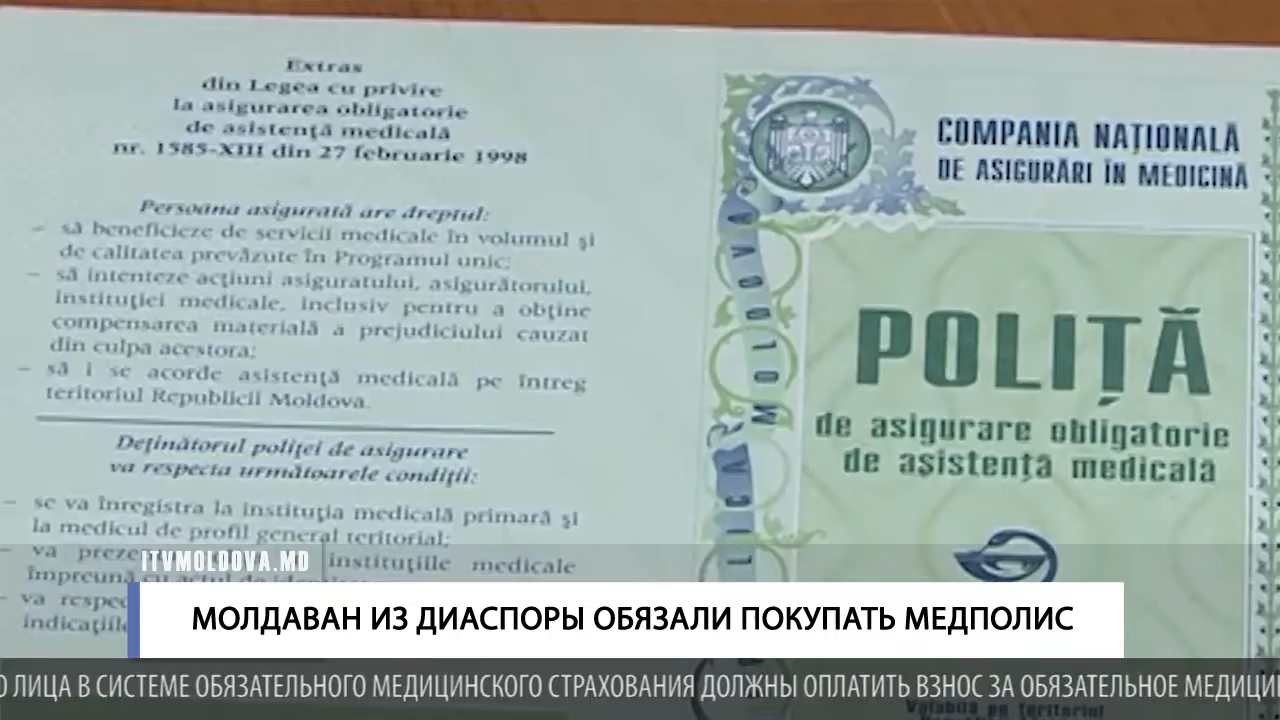 Extras
din Legea cu privire
la asigurarea obligatorie
de asistenţă medicală
nr. 1585-XIII din 27 februarie 1998
Persoana asigurată are dreptul:
– să beneficieze de servicii medicale în volumul şi
de calitatea prevăzute în Programul unic;
– să intenteze acţiuni asiguratului, asigurătorului,
instituţiei medicale, inclusiv pentru a obţine
compensarea materială a prejudiciului cauzat
din culpa acestora;
– să i se acorde asistenţă medicală pe întreg
teritoriul Republicii Moldova.
Deţinătorul poliţei de asigurare
va respecta următoarele condiţii:
– se va înregistra la instituţia medicală primară şi
la medicul de profil general teritorial;
– va instituţiile medicale
împreună cu actul de
– va
indicaţiile
COMPANIA NAŢIONALĂ
DE ASIGURĂRI ÎN MEDICINĂ
LICA MOLDOVA
POLIŢĂ
de asigurare obligatorie
de asistenţă medicală
Valabilă pe teritoriul
ITVMOLDOVA.MD
МОЛДАВАН ИЗ ДИАСПОРЫ ОБЯЗАЛИ ПОКУПАТЬ МЕДПОЛИС
О ЛИЦА В СИСТЕМЕ ОБЯЗАТЕЛЬНОГО МЕДИЦИНСКОГО СТРАХОВАНИЯ ДОЛЖНЫ ОПЛАТИТЬ ВЗНОС ЗА ОБЯЗАТЕЛЬНОЕ МЕДИЦИ